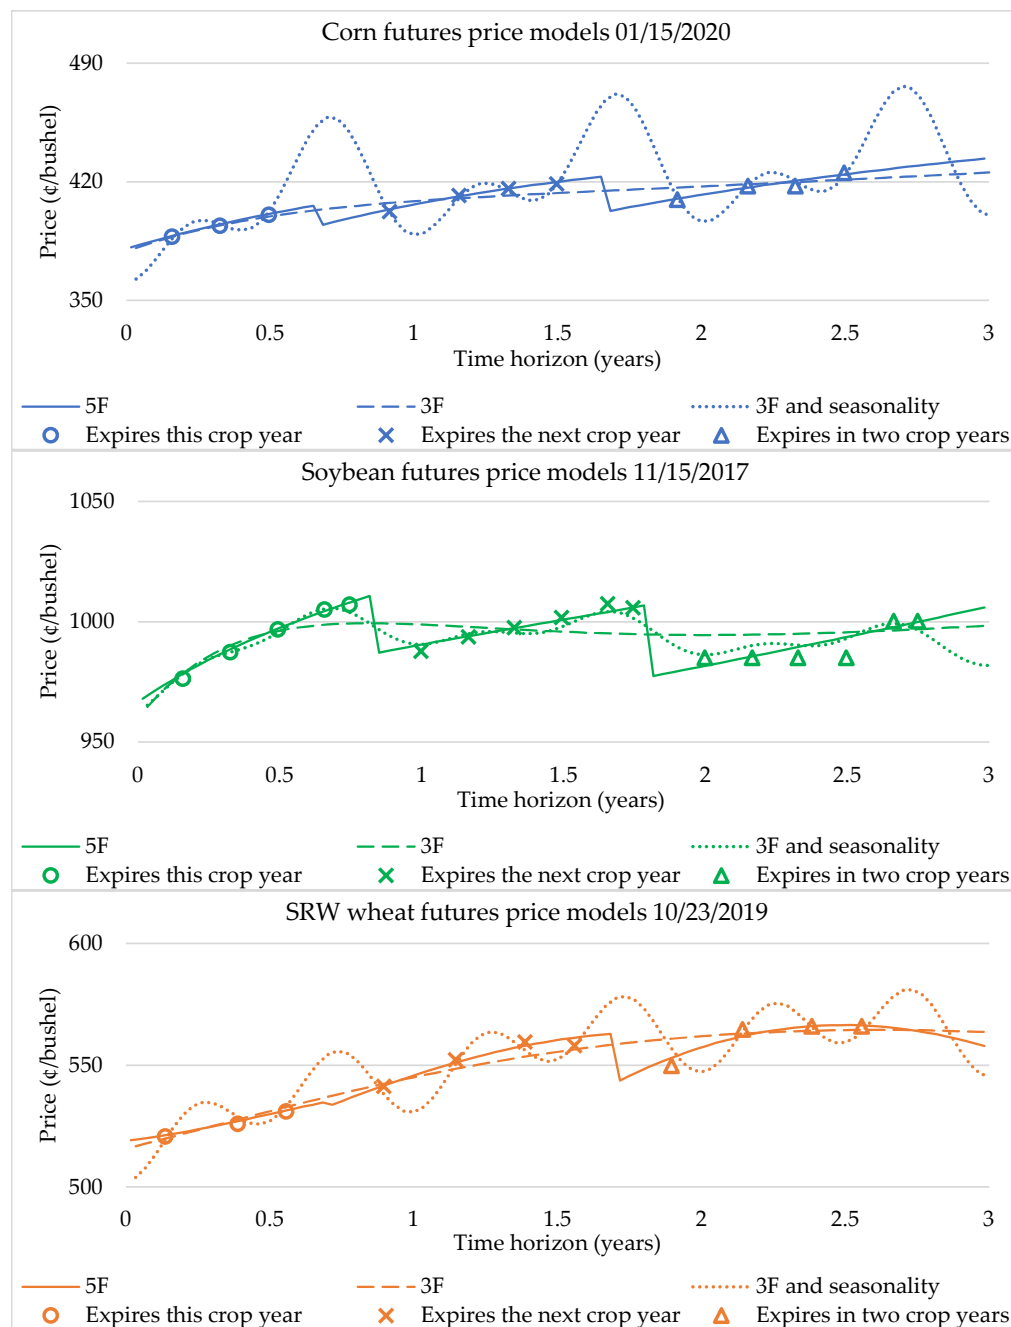 Corn futures price models 01/15/2020
490
420
350
Price (¢/bushel)
0 0.5 1 1.5 2 2.5 3
Time horizon (years)
5F 3F 3F and seasonality
Expires this crop year Expires the next crop year Expires in two crop years
Soybean futures price models 11/15/2017
1050
1000
950
Price (¢/bushel)
0 0.5 1 1.5 2 2.5 3
Time horizon (years)
5F 3F 3F and seasonality
Expires this crop year Expires the next crop year Expires in two crop years
SRW wheat futures price models 10/23/2019
600
550
500
Price (¢/bushel)
0 0.5 1 1.5 2 2.5 3
Time horizon (years)
5F 3F 3F and seasonality
Expires this crop year Expires the next crop year Expires in two crop years